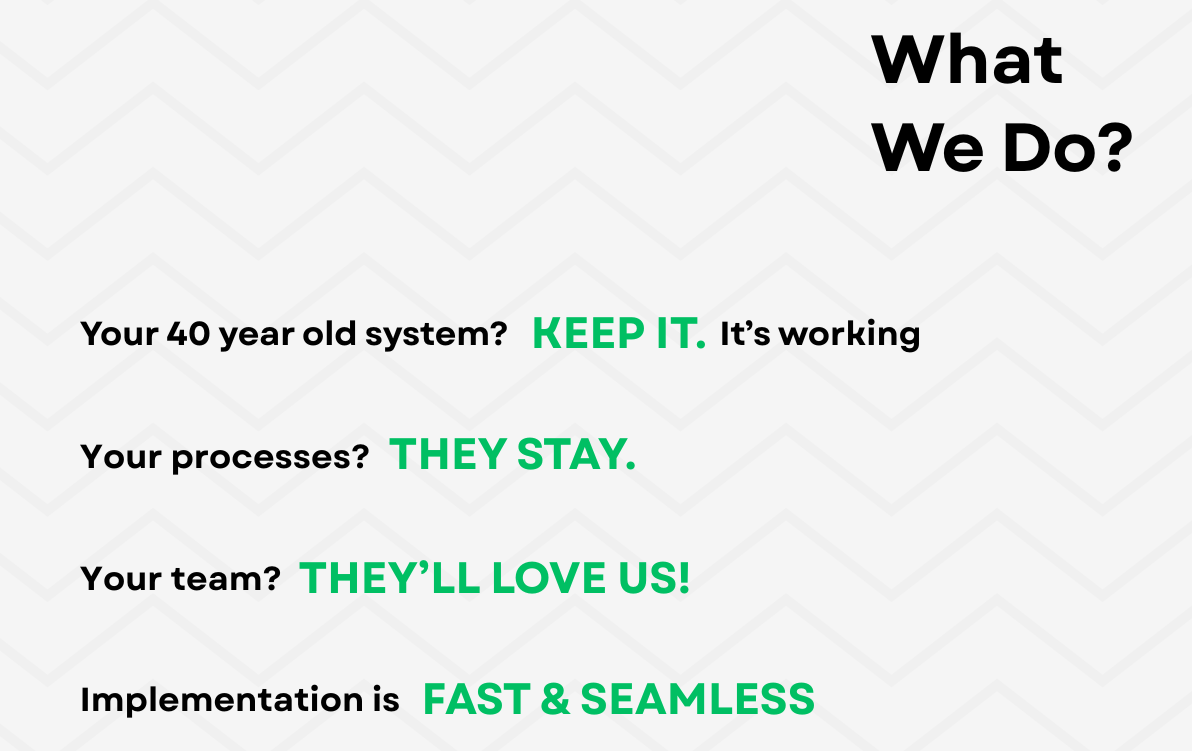 What
We Do?
Your 40 year old system? KEEP IT. It’s working
Your processes? THEY STAY.
Your team? THEY’LL LOVE US!
Implementation is FAST & SEAMLESS